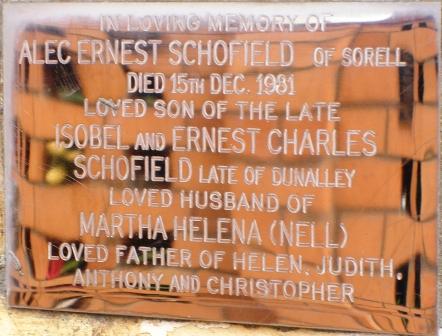 IN LOVING MEMORY OF
ALEC ERNEST SCHOFIELD OF SORELL
DIED 15TH DEC. 1981
LOVED SON OF THE LATE
ISOBEL AND ERNEST CHARLES
SCHOFIELD LATE OF DUNALLEY
LOVED HUSBAND OF
MARTHA HELENA (NELL)
LOVED FATHER OF HELEN, JUDITH,
ANTHONY AND CHRISTOPHER